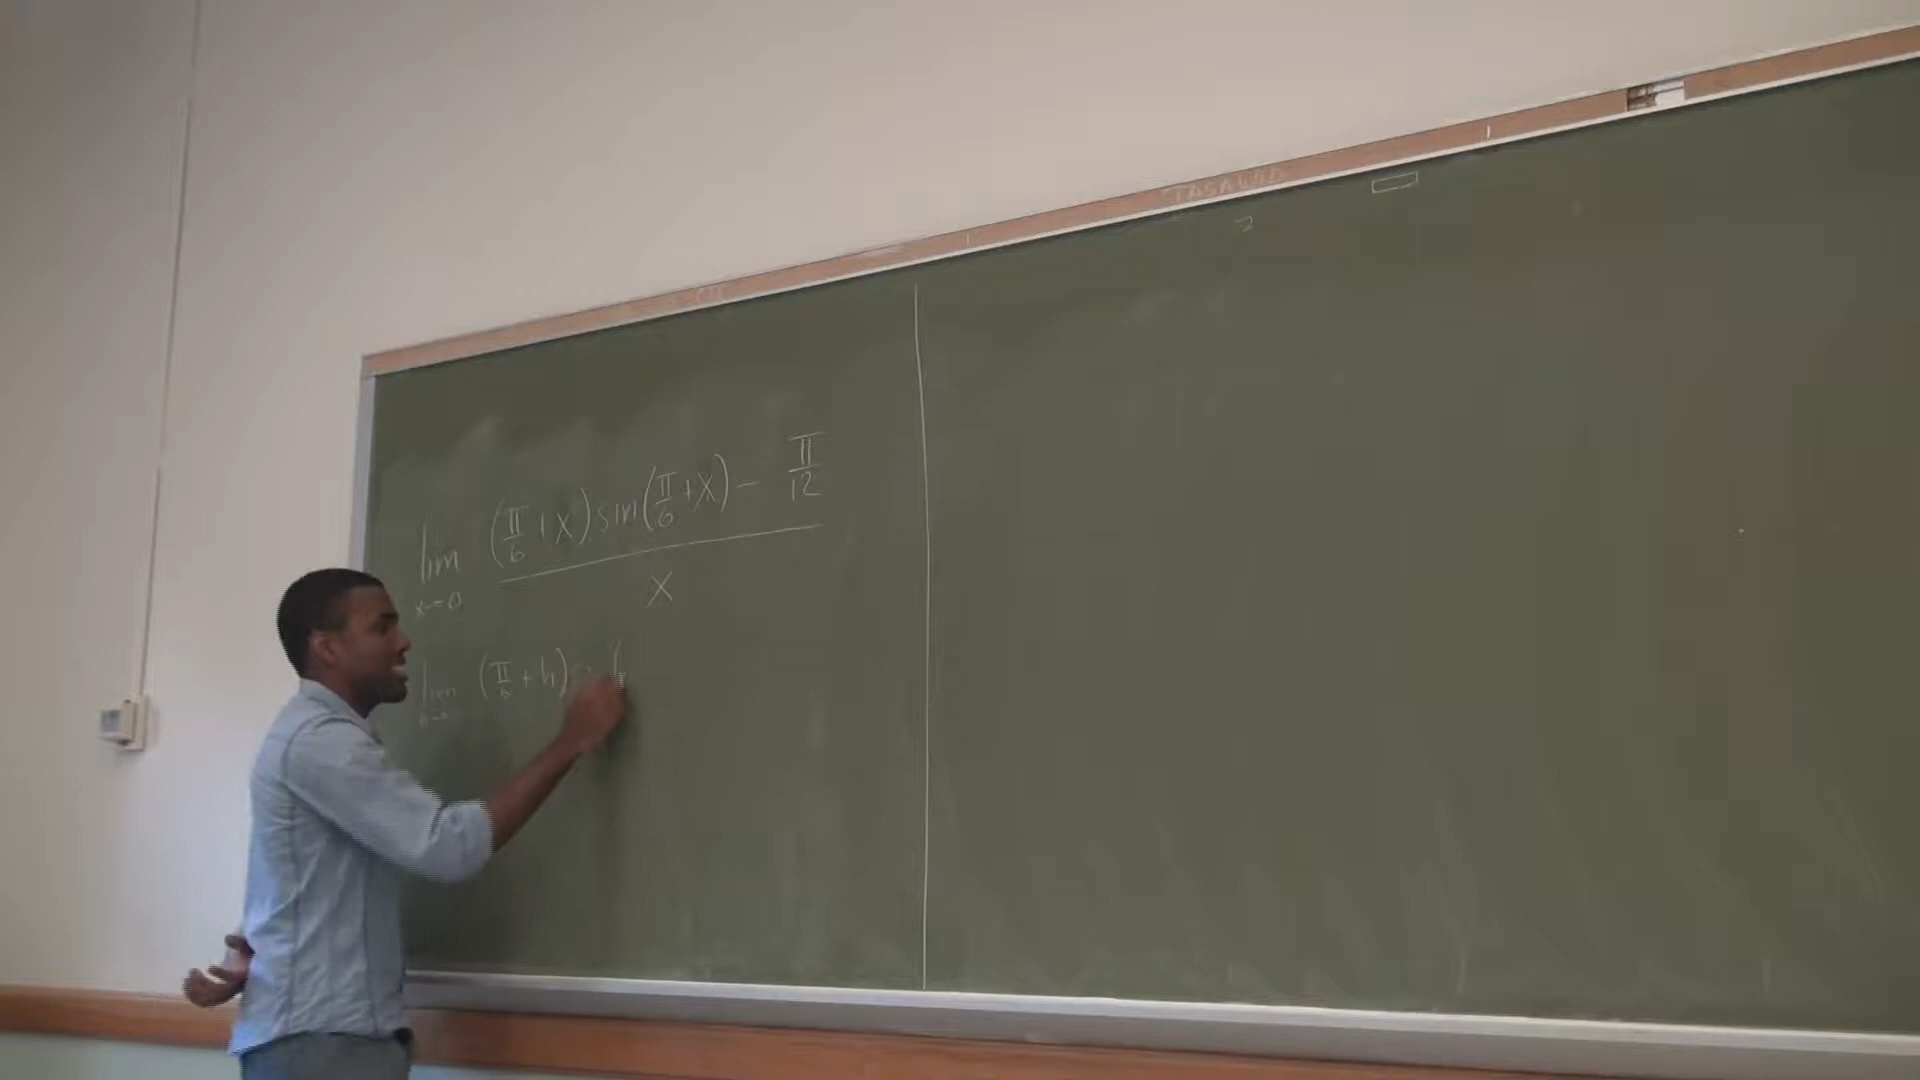 lim (π/6 + x) sin(π/6 + x) − π/12
x→0
x
lim (π/6 + h)